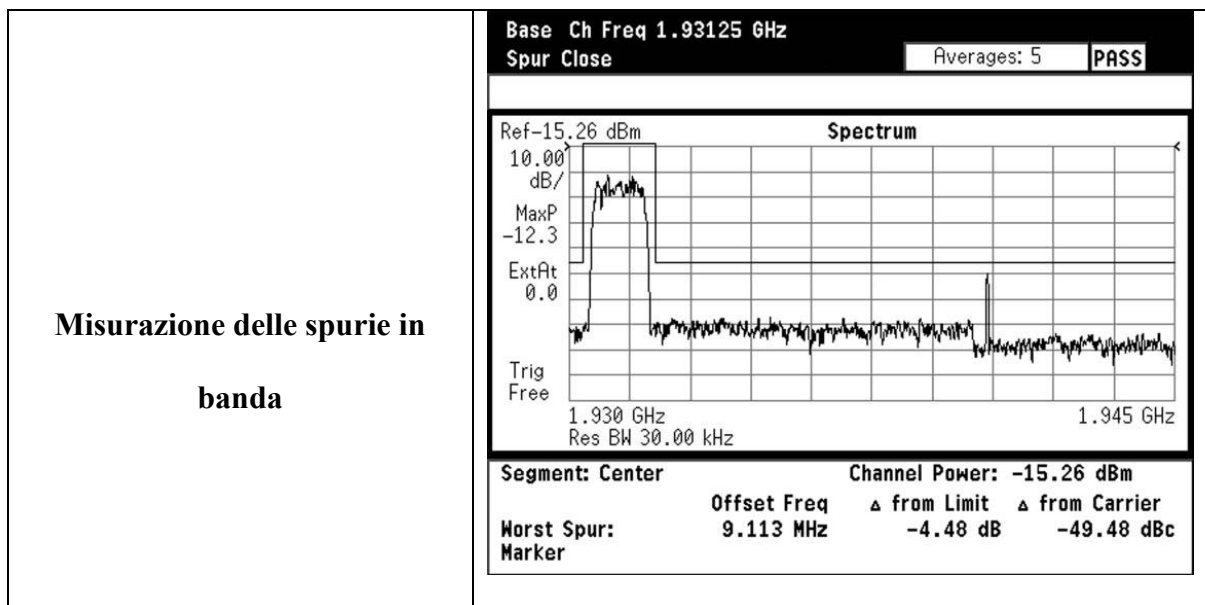 Misurazione delle spurie in
banda
Base Ch Freq 1.93125 GHz
Spur Close
Averages: 5 PASS
Ref-15.26 dBm
Spectrum
10.00
dB/
MaxP
-12.3
ExtAt
0.0
Trig
Free
1.930 GHz
1.945 GHz
Res BW 30.00 kHz
Segment: Center
Channel Power: -15.26 dBm
Offset Freq
△ from Limit
△ from Carrier
Worst Spur:
9.113 MHz
-4.48 dB
-49.48 dBc
Marker